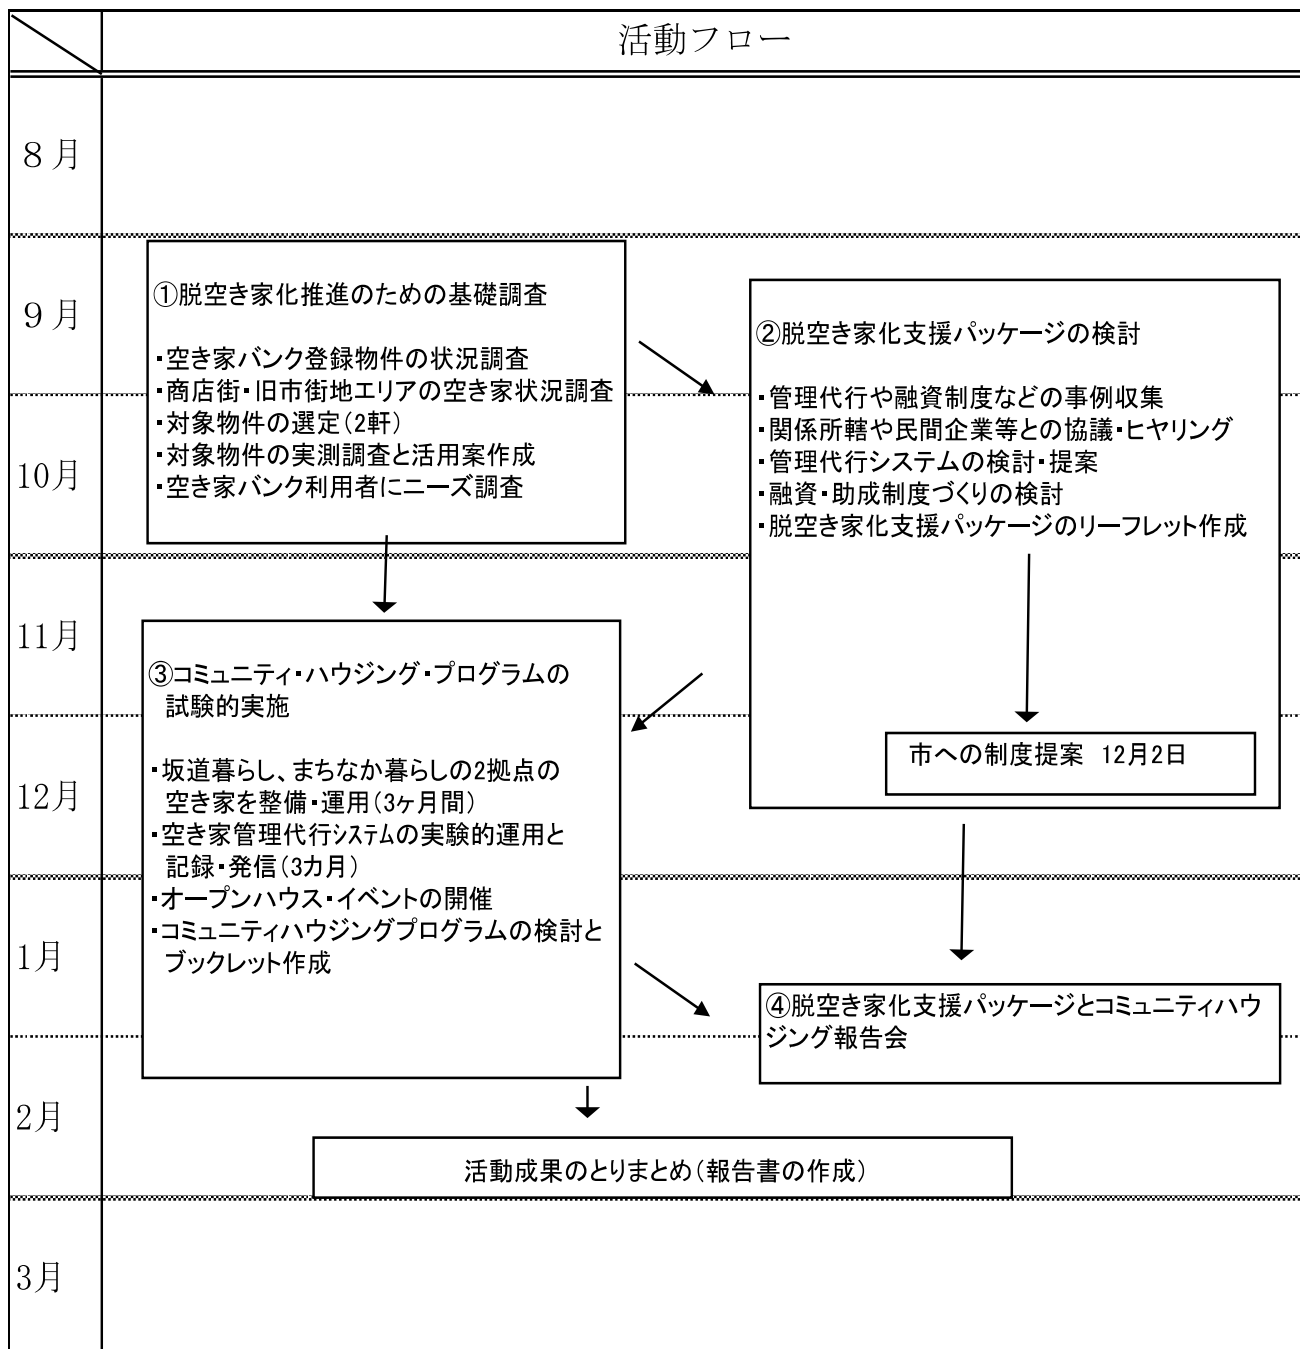 活動フロー
8月
9月
10月
11月
12月
1月
2月
3月
①脱空き家化推進のための基礎調査
・空き家バンク登録物件の状況調査
・商店街・旧市街地エリアの空き家状況調査
・対象物件の選定(2軒)
・対象物件の実測調査と活用案作成
・空き家バンク利用者にニーズ調査
②脱空き家化支援パッケージの検討
・管理代行や融資制度などの事例収集
・関係所轄や民間企業等との協議・ヒヤリング
・管理代行システムの検討・提案
・融資・助成制度づくりの検討
・脱空き家化支援パッケージのリーフレット作成
市への制度提案 12月2日
③コミュニティ・ハウジング・プログラムの
試験的実施
・坂道暮らし、まちなか暮らしの2拠点の
空き家を整備・運用(3ヶ月間)
・空き家管理代行システムの実験的運用と
記録・発信(3カ月)
・オープンハウス・イベントの開催
・コミュニティハウジングプログラムの検討と
ブックレット作成
④脱空き家化支援パッケージとコミュニティハウ
ジング報告会
活動成果のとりまとめ(報告書の作成)